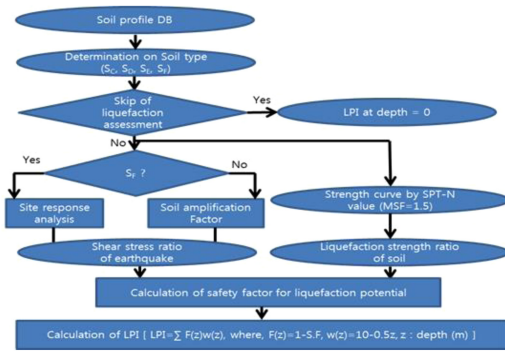 Soil profile DB
Determination on Soil type
(SC, SD, SE, SF)
Skip of
liquefaction
assessment
Yes
LPI at depth = 0
No
Yes
SF ?
No
Site response
analysis
Soil amplification
Factor
Strength curve by SPT-N
value (MSF=1.5)
Shear stress ratio
of earthquake
Liquefaction strength ratio
of soil
Calculation of safety factor for liquefaction potential
Calculation of LPI [ LPI=∑ F(z)w(z), where, F(z)=1-S.F, w(z)=10-0.5z, z : depth (m) ]